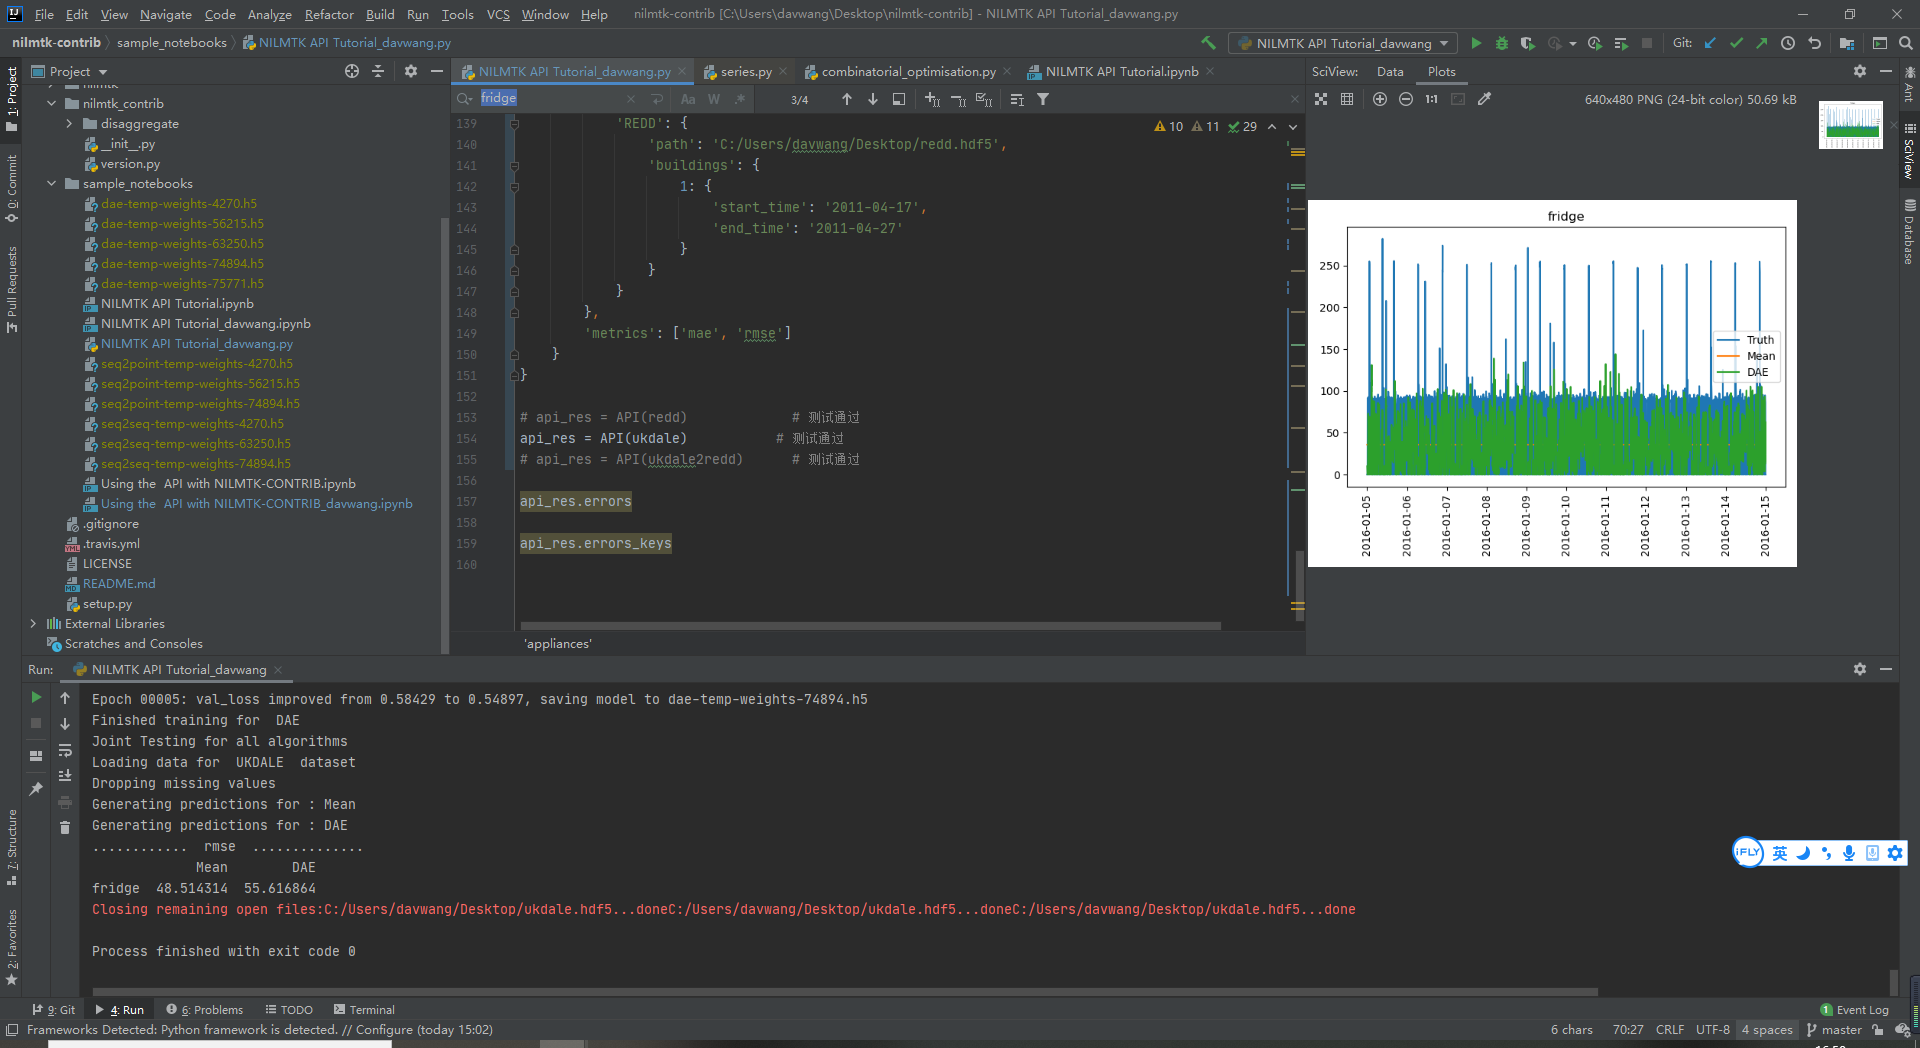 File Edit View Navigate Code Analyze Refactor Build Run Tools VCS Window Help nilmtk-contrib [C:\Users\davwang\Desktop\nilmtk-contrib] - NILMTK API Tutorial_davwang.py
nilmtk-contrib sample_notebooks NILMTK API Tutorial_davwang.py
NILMTK API Tutorial_davwang Git:
1: Project
0: Commit
Pull Requests
7: Structure
2: Favorites
Project
nilmtk_contrib
disaggregate
__init__.py
version.py
sample_notebooks
dae-temp-weights-4270.h5
dae-temp-weights-56215.h5
dae-temp-weights-63250.h5
dae-temp-weights-74894.h5
dae-temp-weights-75771.h5
NILMTK API Tutorial.ipynb
NILMTK API Tutorial_davwang.ipynb
NILMTK API Tutorial_davwang.py
seq2point-temp-weights-4270.h5
seq2point-temp-weights-56215.h5
seq2point-temp-weights-74894.h5
seq2seq-temp-weights-4270.h5
seq2seq-temp-weights-63250.h5
seq2seq-temp-weights-74894.h5
Using the API with NILMTK-CONTRIB.ipynb
Using the API with NILMTK-CONTRIB_davwang.ipynb
.gitignore
.travis.yml
LICENSE
README.md
setup.py
External Libraries
Scratches and Consoles
NILMTK API Tutorial_davwang.py series.py combinatorial_optimisation.py NILMTK API Tutorial.ipynb
fridge Aa W .* 3/4
10 11 29
139 'REDD': {
140 'path': 'C:/Users/davwang/Desktop/redd.hdf5',
141 'buildings': {
142 1: {
143 'start_time': '2011-04-17',
144 'end_time': '2011-04-27'
145 }
146 }
147 }
148 },
149 'metrics': ['mae', 'rmse']
150 }
151 }
152
153 # api_res = API(redd) # 测试通过
154 api_res = API(ukdale) # 测试通过
155 # api_res = API(ukdale2redd) # 测试通过
156
157 api_res.errors
158
159 api_res.errors_keys
160
'appliances'
SciView: Data Plots
1:1 640x480 PNG (24-bit color) 50.69 kB
fridge
250
200
150
100
50
0
Truth
Mean
DAE
2016-01-05
2016-01-06
2016-01-07
2016-01-08
2016-01-09
2016-01-10
2016-01-11
2016-01-12
2016-01-13
2016-01-14
2016-01-15
Ant
SciView
Database
Run: NILMTK API Tutorial_davwang
Epoch 00005: val_loss improved from 0.58429 to 0.54897, saving model to dae-temp-weights-74894.h5
Finished training for DAE
Joint Testing for all algorithms
Loading data for UKDALE dataset
Dropping missing values
Generating predictions for : Mean
Generating predictions for : DAE
............ rmse ..............
Mean DAE
fridge 48.514314 55.616864
Closing remaining open files:C:/Users/davwang/Desktop/ukdale.hdf5...doneC:/Users/davwang/Desktop/ukdale.hdf5...doneC:/Users/davwang/Desktop/ukdale.hdf5...done
Process finished with exit code 0
iFLY 英
9: Git 4: Run 6: Problems TODO Terminal 1 Event Log
Frameworks Detected: Python framework is detected. // Configure (today 15:02) 6 chars 70:27 CRLF UTF-8 4 spaces master